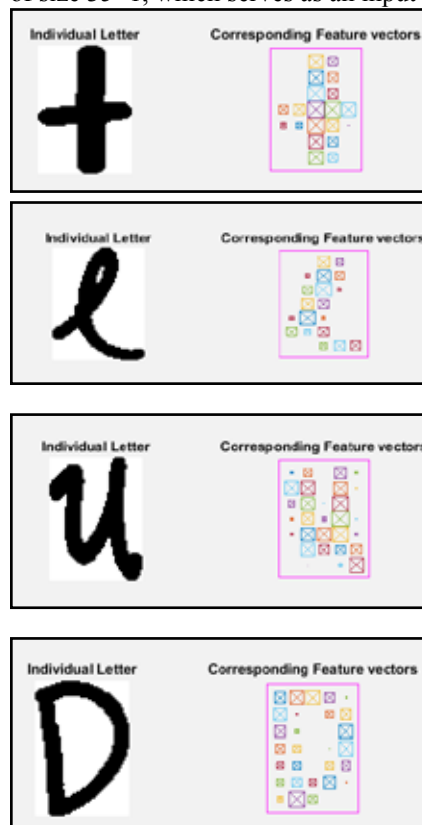 of size 35*1, which serves as an input
Individual Letter Corresponding Feature vectors
t
Individual Letter Corresponding Feature vectors
l
Individual Letter Corresponding Feature vectors
u
Individual Letter Corresponding Feature vectors
D